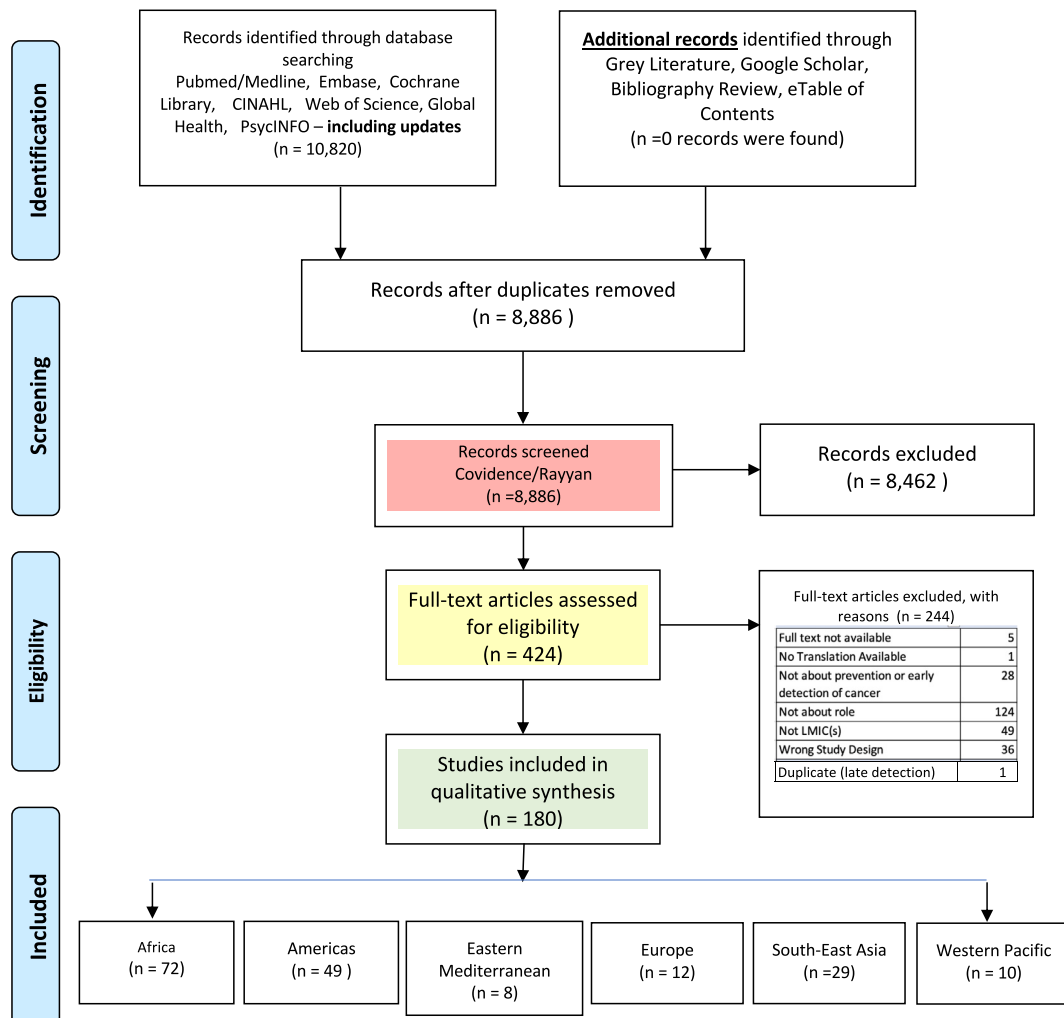 Identification
Records identified through database
searching
Pubmed/Medline, Embase, Cochrane
Library, CINAHL, Web of Science, Global
Health, PsycINFO – including updates
(n = 10,820)
Additional records identified through
Grey Literature, Google Scholar,
Bibliography Review, eTable of
Contents
(n =0 records were found)
Records after duplicates removed
(n = 8,886 )
Screening
Records screened
Covidence/Rayyan
(n =8,886)
Records excluded
(n = 8,462 )
Eligibility
Full-text articles assessed
for eligibility
(n = 424)
Full-text articles excluded, with
reasons (n = 244)
Full text not available 5
No Translation Available 1
Not about prevention or early 28
detection of cancer
Not about role 124
Not LMIC(s) 49
Wrong Study Design 36
Duplicate (late detection) 1
Studies included in
qualitative synthesis
(n = 180)
Included
Africa
(n = 72)
Americas
(n = 49 )
Eastern
Mediterranean
(n = 8)
Europe
(n = 12)
South-East Asia
(n =29)
Western Pacific
(n = 10)